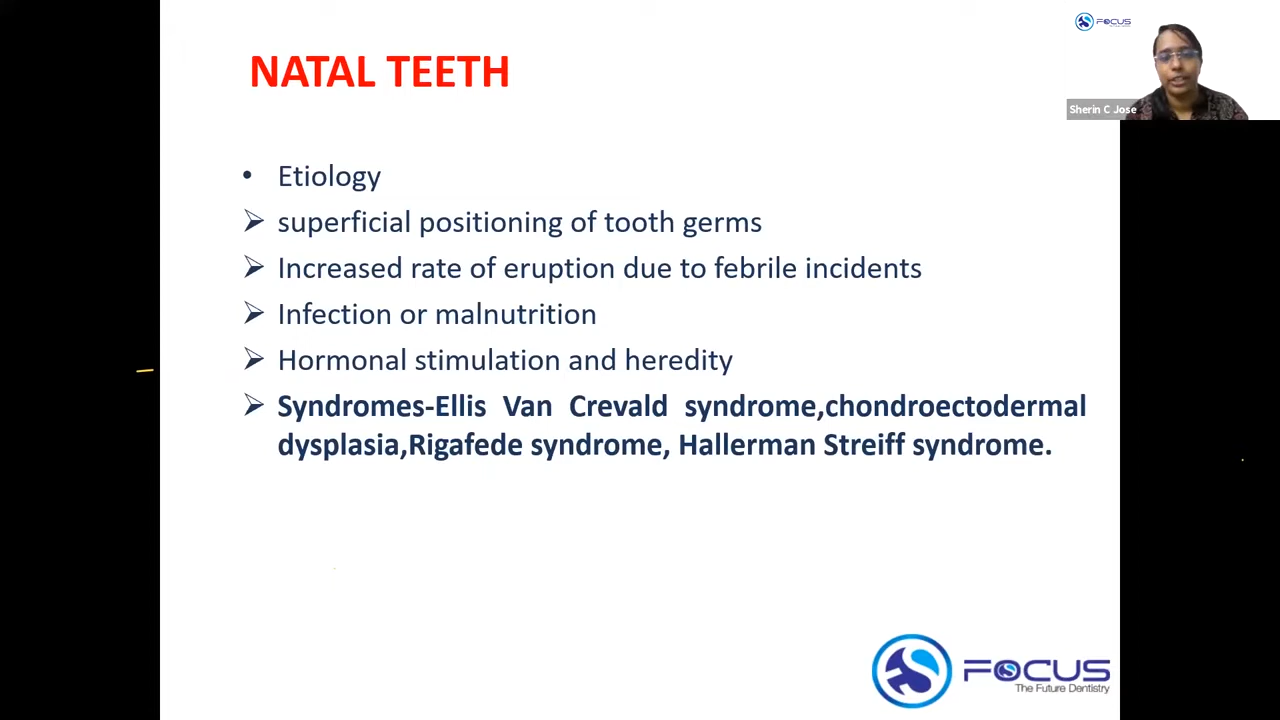 FOCUS
NATAL TEETH
Sherin C Jose
• Etiology
➢ superficial positioning of tooth germs
➢ Increased rate of eruption due to febrile incidents
➢ Infection or malnutrition
➢ Hormonal stimulation and heredity
➢ Syndromes-Ellis Van Crevald syndrome,chondroectodermal
dysplasia,Rigafede syndrome, Hallerman Streiff syndrome.
FOCUS
The Future Dentistry